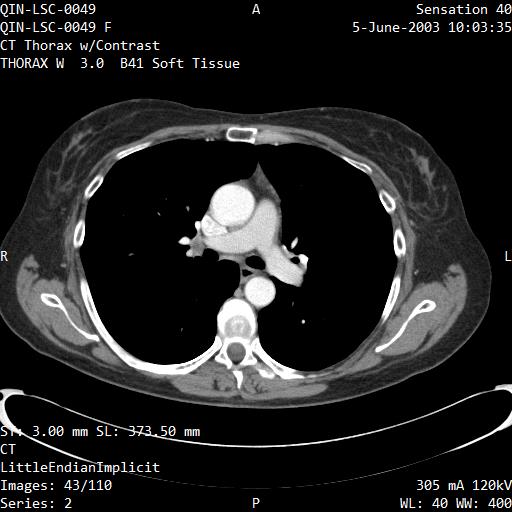 QIN-LSC-0049 A Sensation 40
QIN-LSC-0049 F 5-June-2003 10:03:35
CT Thorax w/Contrast
THORAX W 3.0 B41 Soft Tissue
R L
ST: 3.00 mm SL: 373.50 mm
CT
LittleEndianImplicit
Images: 43/110 305 mA 120kV
Series: 2 P WL: 40 WW: 400